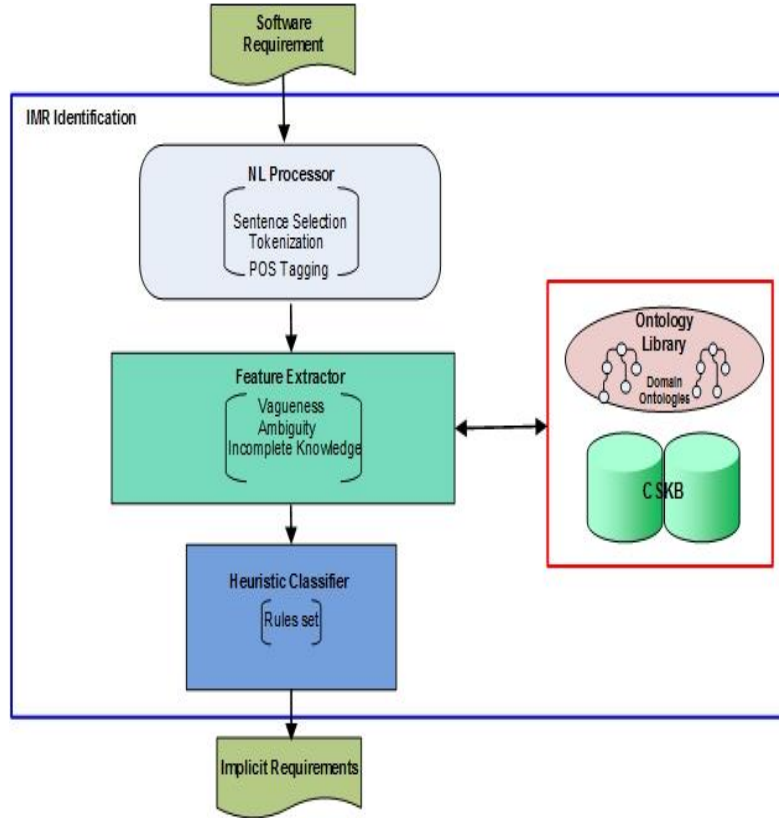 Software
Requirement
IMR Identification
NL Processor
Sentence Selection
Tokenization
POS Tagging
Feature Extractor
Vagueness
Ambiguity
Incomplete Knowledge
Ontology
Library
Domain
Ontologies
CSKB
Heuristic Classifier
Rules set
Implicit Requirements